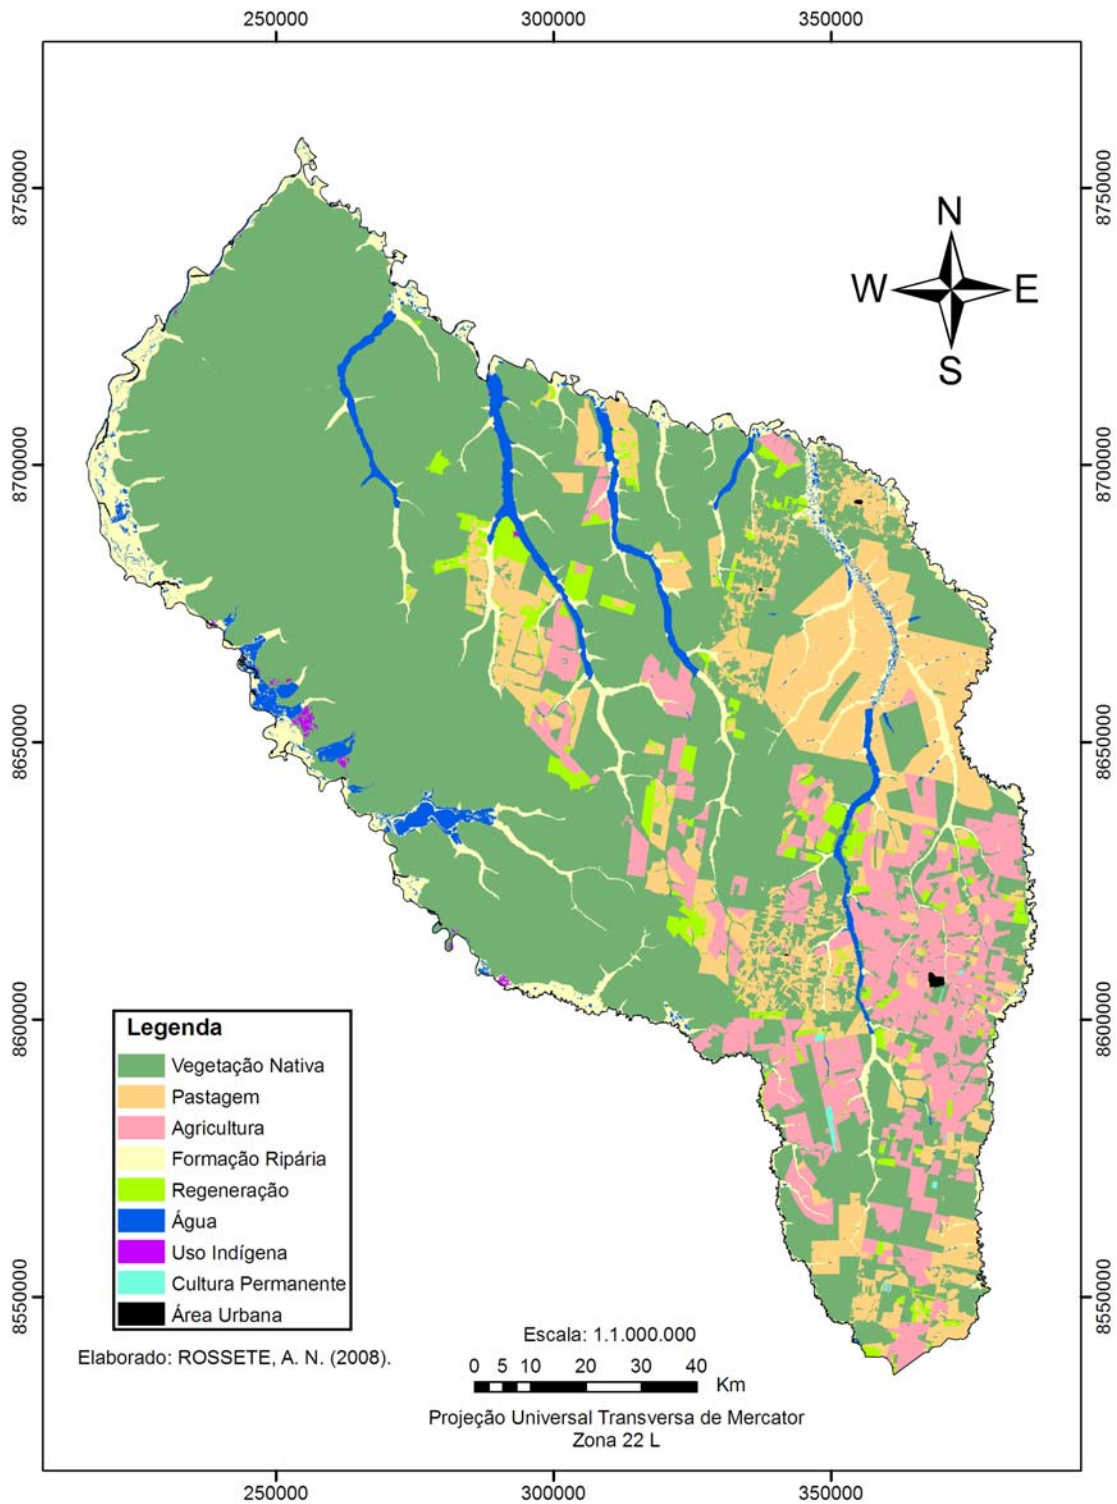 250000 300000 350000
8750000 8750000
N
W E
S
8700000 8700000
8650000 8650000
8600000 8600000
Legenda
Vegetação Nativa
Pastagem
Agricultura
Formação Ripária
Regeneração
Água
Uso Indígena
Cultura Permanente
Área Urbana
8550000 8550000
Escala: 1.1.000.000
Elaborado: ROSSETE, A. N. (2008).
0 5 10 20 30 40
Km
Projeção Universal Transversa de Mercator
Zona 22 L
250000 300000 350000